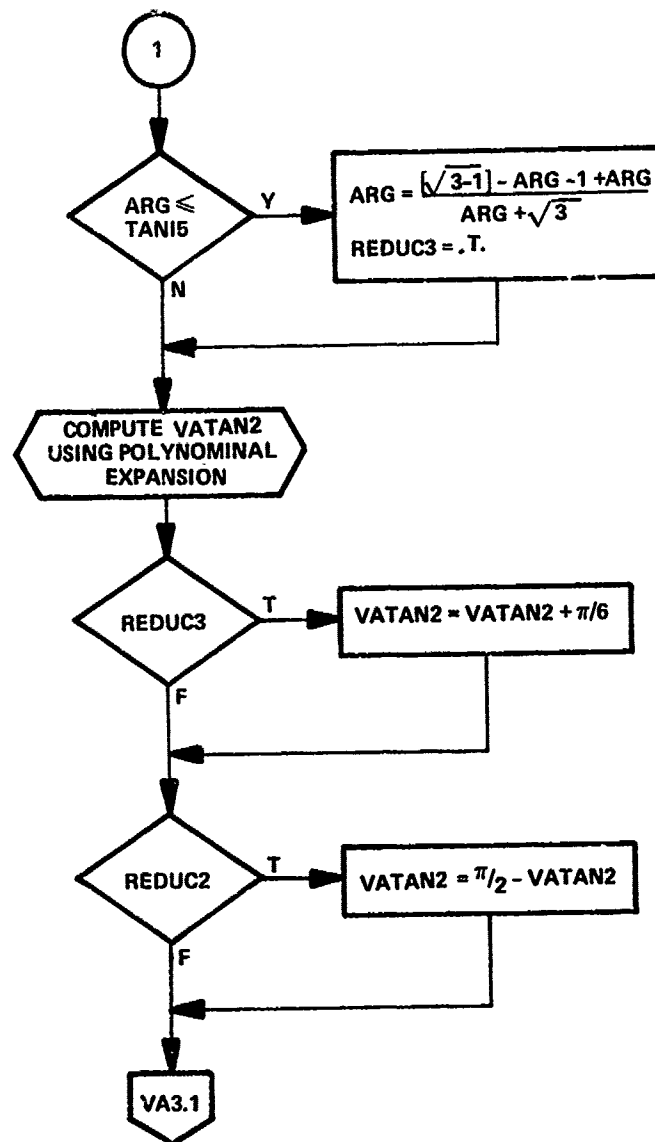 1
ARG ≤
TANI5
Y
N
ARG = [√3-1] - ARG -1 +ARG
ARG + √3
REDUC3 = .T.
COMPUTE VATAN2
USING POLYNOMINAL
EXPANSION
REDUC3
T
F
VATAN2 = VATAN2 + π/6
REDUC2
T
F
VATAN2 = π/2 - VATAN2
VA3.1